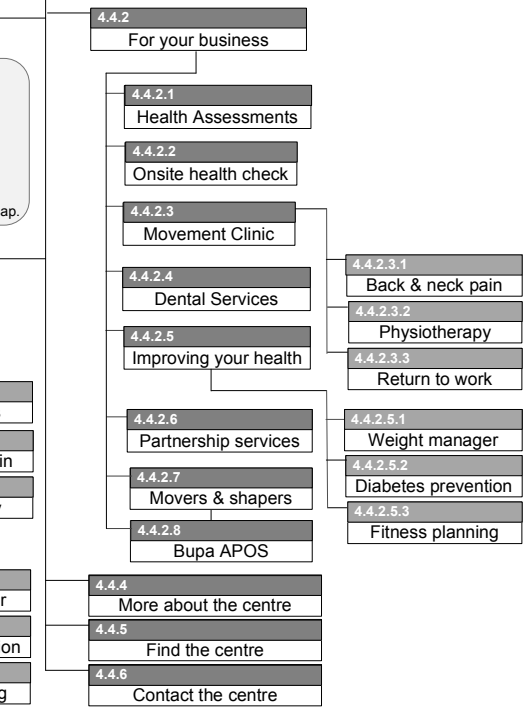 4.4.2
For your business
4.4.2.1
Health Assessments
4.4.2.2
Onsite health check
4.4.2.3
Movement Clinic
4.4.2.3.1
Back & neck pain
4.4.2.3.2
Physiotherapy
4.4.2.3.3
Return to work
4.4.2.4
Dental Services
4.4.2.5
Improving your health
4.4.2.5.1
Weight manager
4.4.2.5.2
Diabetes prevention
4.4.2.5.3
Fitness planning
4.4.2.6
Partnership services
4.4.2.7
Movers & shapers
4.4.2.8
Bupa APOS
4.4.4
More about the centre
4.4.5
Find the centre
4.4.6
Contact the centre
ap.
in
r
on
g